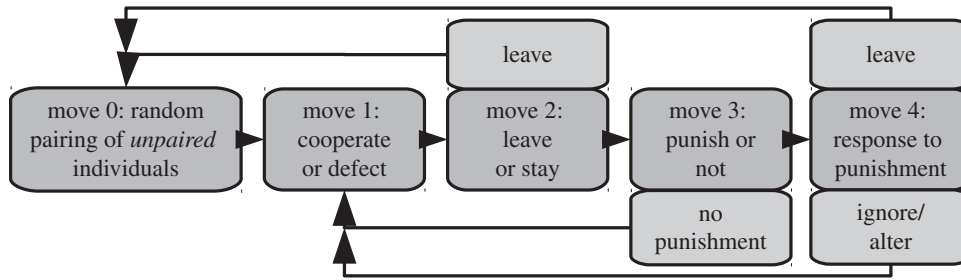 leave
leave
move 0: random
pairing of unpaired
individuals
move 1:
cooperate
or defect
move 2:
leave
or stay
move 3:
punish or
not
move 4:
response to
punishment
no
punishment
ignore/
alter